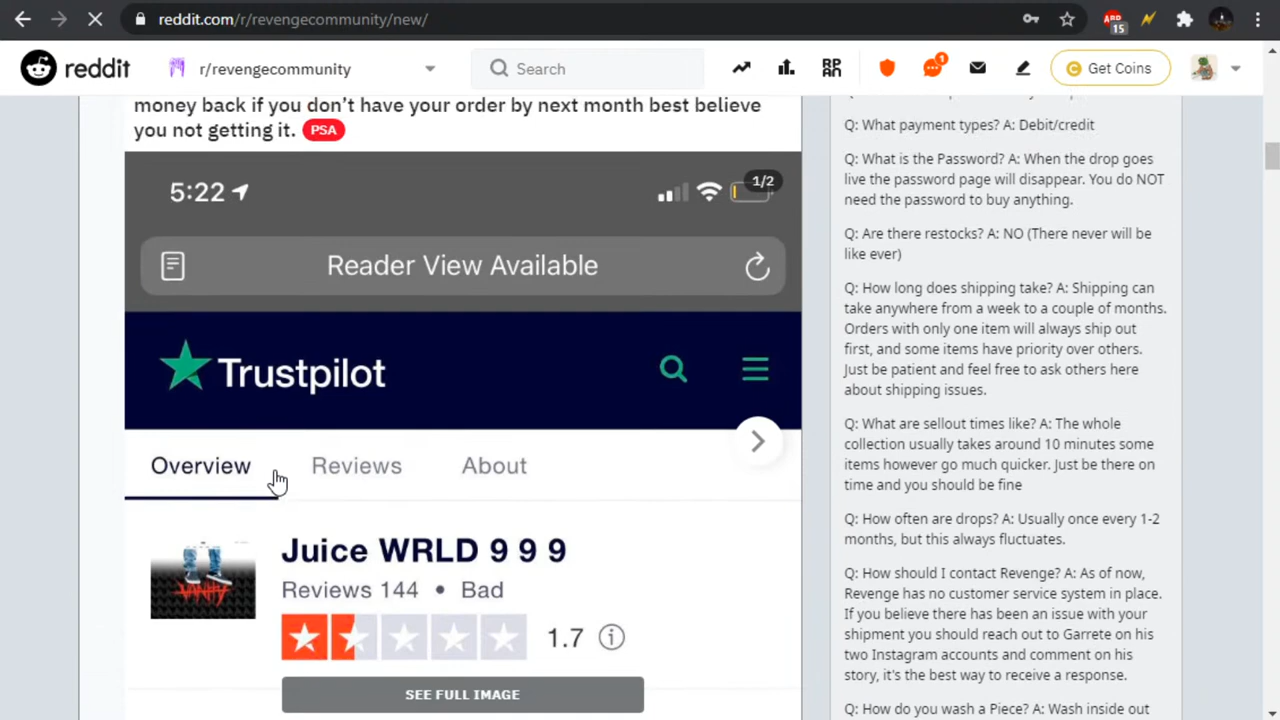 reddit.com/r/revengecommunity/new/
15
reddit
r/revengecommunity
Search
1
Get Coins
money back if you don't have your order by next month best believe
you not getting it. PSA
5:22
1/2
Reader View Available
Trustpilot
Overview
Reviews
About
Juice WRLD 9 9 9
Reviews 144 • Bad
1.7
SEE FULL IMAGE
Q: What payment types? A: Debit/credit
Q: What is the Password? A: When the drop goes
live the password page will disappear. You do NOT
need the password to buy anything.
Q: Are there restocks? A: NO (There never will be
like ever)
Q: How long does shipping take? A: Shipping can
take anywhere from a week to a couple of months.
Orders with only one item will always ship out
first, and some items have priority over others.
Just be patient and feel free to ask others here
about shipping issues.
Q: What are sellout times like? A: The whole
collection usually takes around 10 minutes some
items however go much quicker. Just be there on
time and you should be fine
Q: How often are drops? A: Usually once every 1-2
months, but this always fluctuates.
Q: How should I contact Revenge? A: As of now,
Revenge has no customer service system in place.
If you believe there has been an issue with your
shipment you should reach out to Garrete on his
two Instagram accounts and comment on his
story, it's the best way to receive a response.
Q: How do you wash a Piece? A: Wash inside out